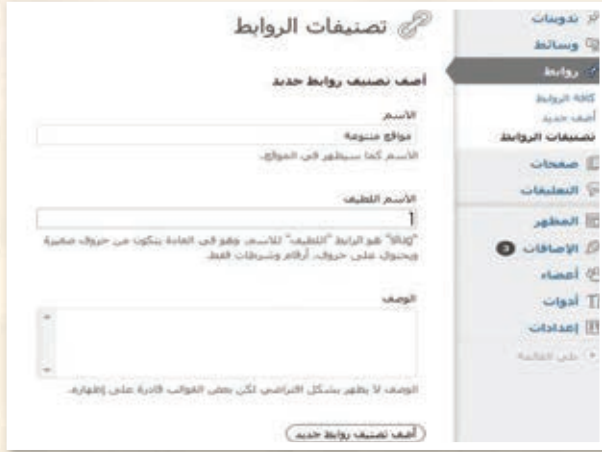 تدوينات
وسائط
روابط
كافة الروابط
أضف جديد
تصنيفات الروابط
صفحات
التعليقات
المظهر
الإضافات 3
أعضاء
أدوات
إعدادات
طي القائمة
تصنيفات الروابط
أضف تصنيف روابط جديد
الاسم
مواقع متنوعة
الاسم كما سيظهر في الموقع.
الاسم اللطيف
1
"slug" هو الرابط "اللطيف" للاسم. وهو في العادة يتكون من حروف صغيرة
ويحتوي على حروف، أرقام وشرطات فقط.
الوصف
الوصف لا يظهر بشكل افتراضي لكن بعض القوالب قادرة على إظهاره.
أضف تصنيف روابط جديد